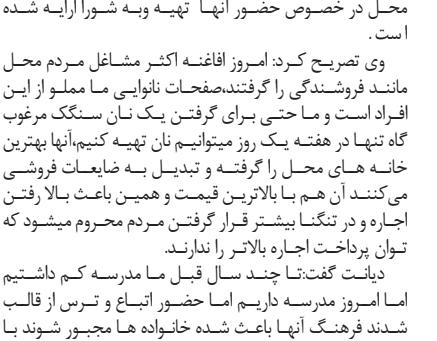 محل در خصوص حضور آنها تهیه وبه شورا ارایه شده
است.
وی تصریح کرد: امروز افاغنه اکثر مشاغل مردم محل
مانند فروشندگی را گرفتند،صفحات نانوایی ما مملو از این
افراد است و ما حتی برای گرفتن یک نان سنگک مرغوب
گاه تنها در هفته یک روز میتوانیم نان تهیه کنیم،آنها بهترین
خانه های محل را گرفته و تبدیل به ضایعات فروشی
می‌کنند آن هم با بالاترین قیمت و همین باعث بالا رفتن
اجاره و در تنگنا بیشتر قرار گرفتن مردم محروم میشود که
توان پرداخت اجاره بالاتر را ندارند.
دیانت گفت:تا چند سال قبل ما مدرسه کم داشتیم
اما امروز مدرسه داریم اما حضور اتباع و ترس از قالب
شدند فرهنگ آنها باعث شده خانواده ها مجبور شوند با